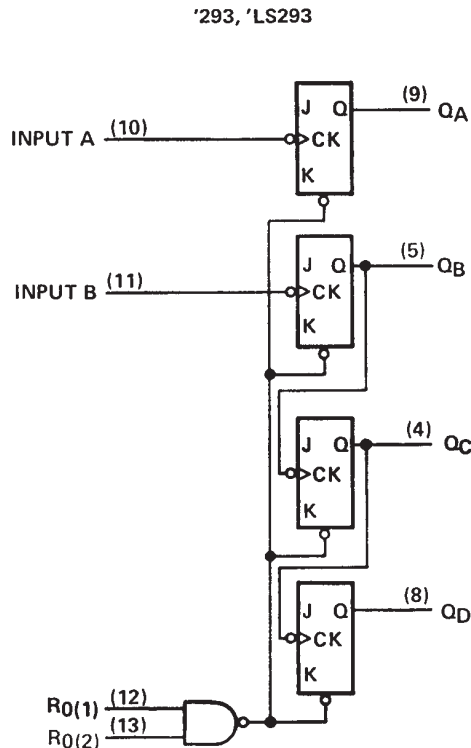 '293, 'LS293
J Q (9) QA
INPUT A (10) CK
K
J Q (5) QB
INPUT B (11) CK
K
J Q (4) QC
CK
K
J Q (8) QD
CK
K
R0(1) (12)
R0(2) (13)